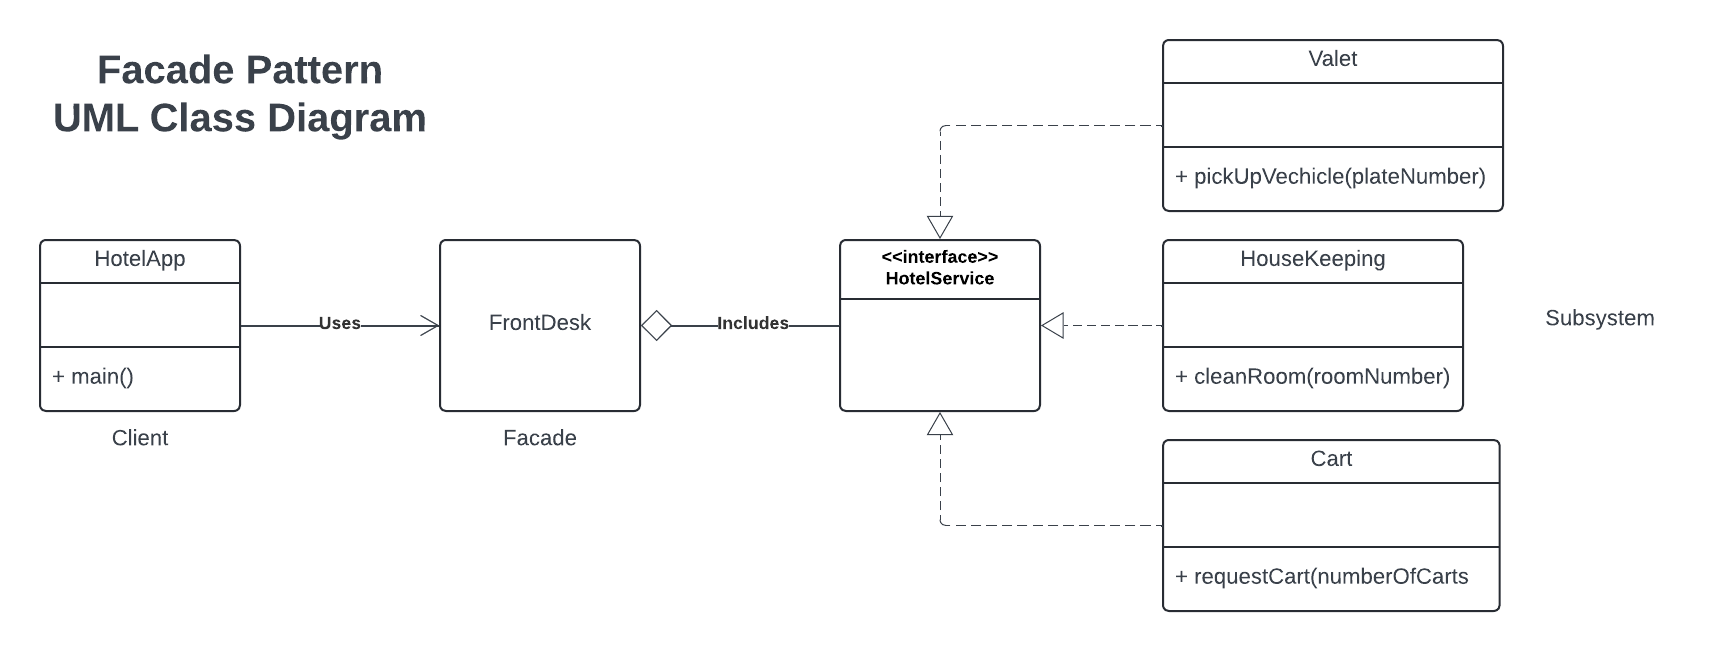 Facade Pattern
UML Class Diagram
Valet
+ pickUpVechicle(plateNumber)
HotelApp
+ main()
Client
Uses
FrontDesk
Facade
Includes
<<interface>>
HotelService
HouseKeeping
+ cleanRoom(roomNumber)
Subsystem
Cart
+ requestCart(numberOfCarts